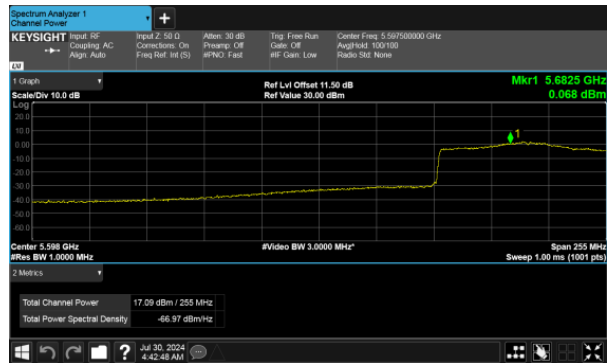 Spectrum Analyzer 1
Channel Power
+
KEYSIGHT Input: RF Input Z: 50 Ω Atten: 30 dB Trig: Free Run Center Freq: 5.597500000 GHz
Coupling: AC Corrections: On Preamp: Off Gate: Off Avg|Hold: 100/100
Align: Auto Freq Ref: Int (S) #PNO: Fast #IF Gain: Low Radio Std: None
1 Graph
Ref Lvl Offset 11.50 dB Mkr1 5.6825 GHz
Scale/Div 10.0 dB Ref Value 30.00 dBm 0.068 dBm
Log
20.0
10.0
0.00
1
-10.0
-20.0
-30.0
-40.0
-50.0
-60.0
Center 5.598 GHz #Video BW 3.0000 MHz* Span 255 MHz
#Res BW 1.0000 MHz Sweep 1.00 ms (1001 pts)
2 Metrics
Total Channel Power 17.09 dBm / 255 MHz
Total Power Spectral Density -66.97 dBm/Hz
? Jul 30, 2024
4:42:48 AM